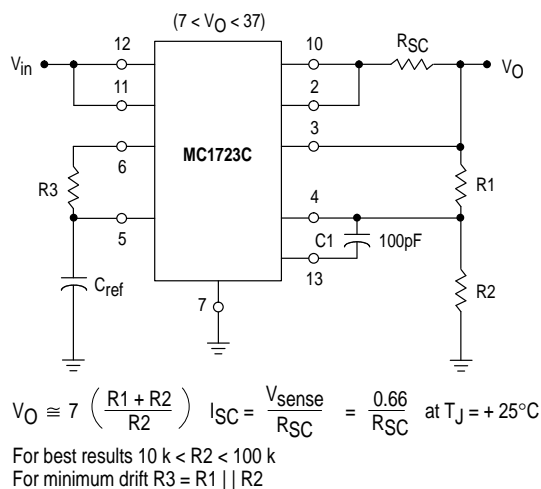 (7 < VO < 37)
Vin
12
10
RSC
VO
11
2
3
6
MC1723C
R3
R1
4
5
C1
100pF
13
Cref
R2
7
VO ≅ 7 ( R1 + R2 / R2 ) ISC = Vsense / RSC = 0.66 / RSC at TJ = + 25°C
For best results 10 k < R2 < 100 k
For minimum drift R3 = R1 | | R2